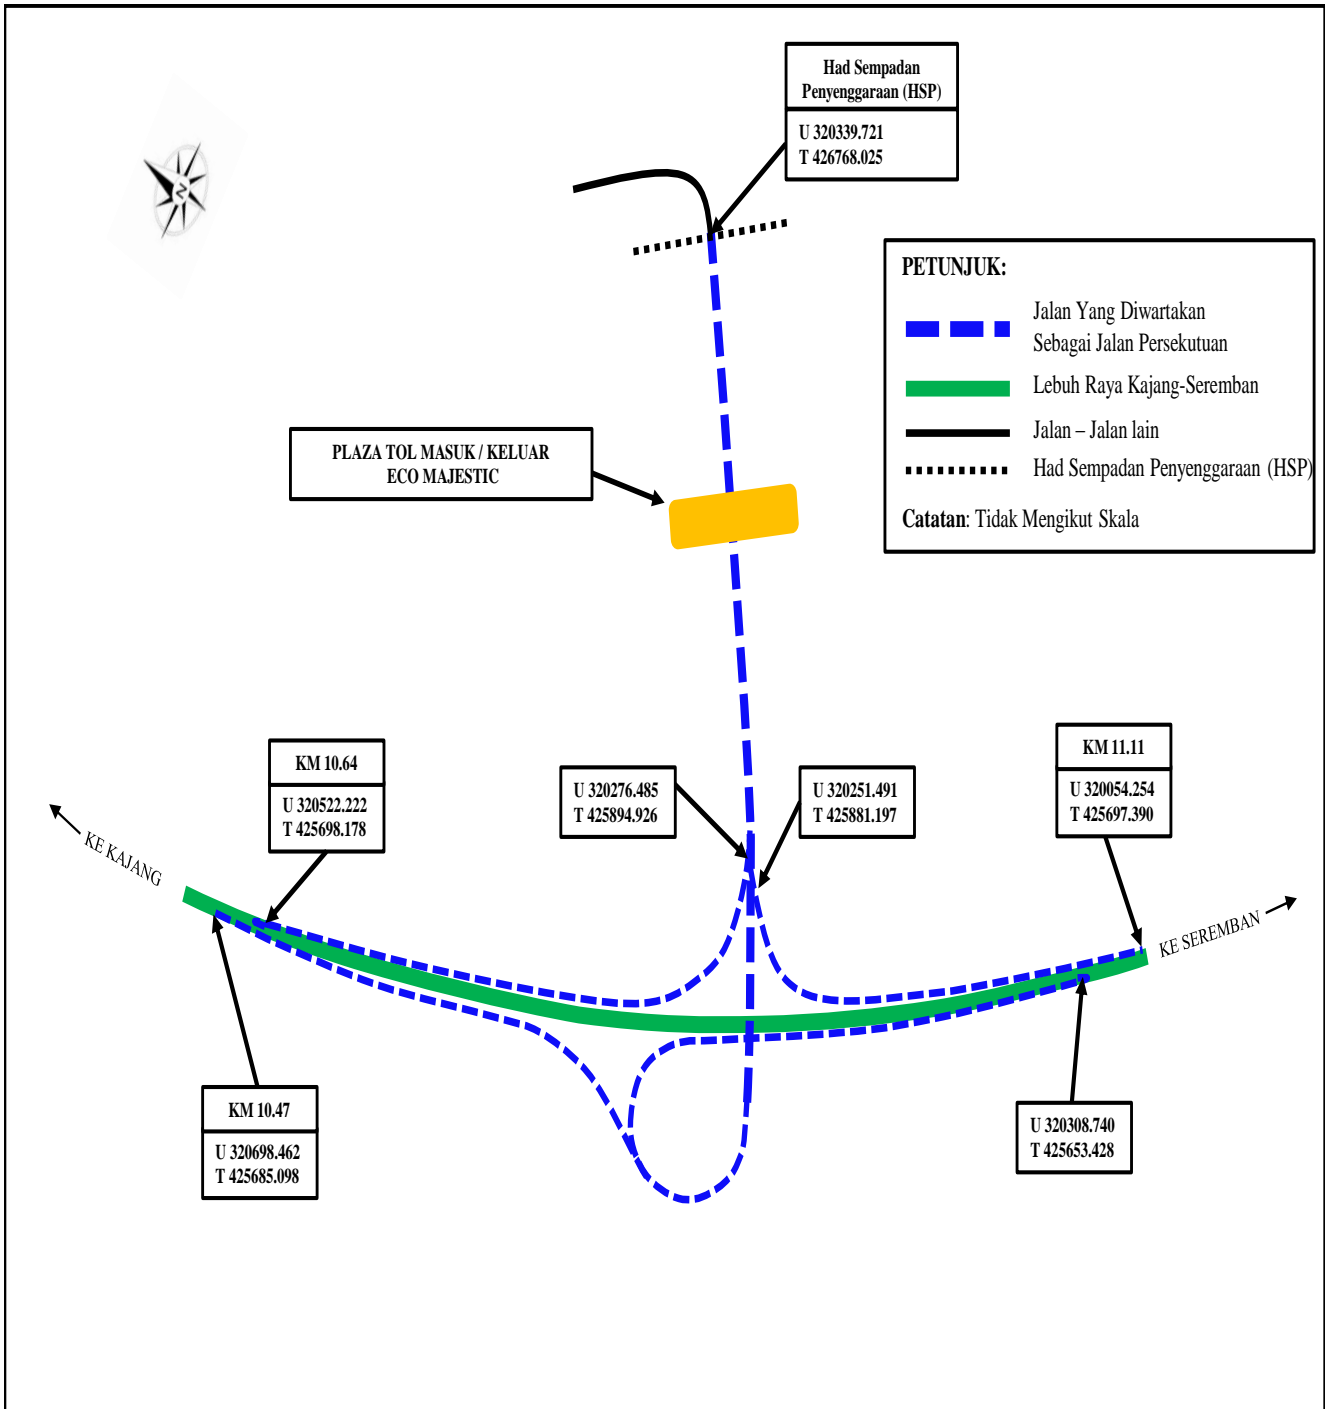 Had Sempadan
Penyenggaraan (HSP)
U 320339.721
T 426768.025
N
PETUNJUK:
Jalan Yang Diwartakan
Sebagai Jalan Persekutuan
Lebuh Raya Kajang-Seremban
Jalan – Jalan lain
Had Sempadan Penyenggaraan (HSP)
Catatan: Tidak Mengikut Skala
PLAZA TOL MASUK / KELUAR
ECO MAJESTIC
KM 10.64
U 320522.222
T 425698.178
U 320276.485
T 425894.926
U 320251.491
T 425881.197
KM 11.11
U 320054.254
T 425697.390
KE KAJANG
KE SEREMBAN
KM 10.47
U 320698.462
T 425685.098
U 320308.740
T 425653.428